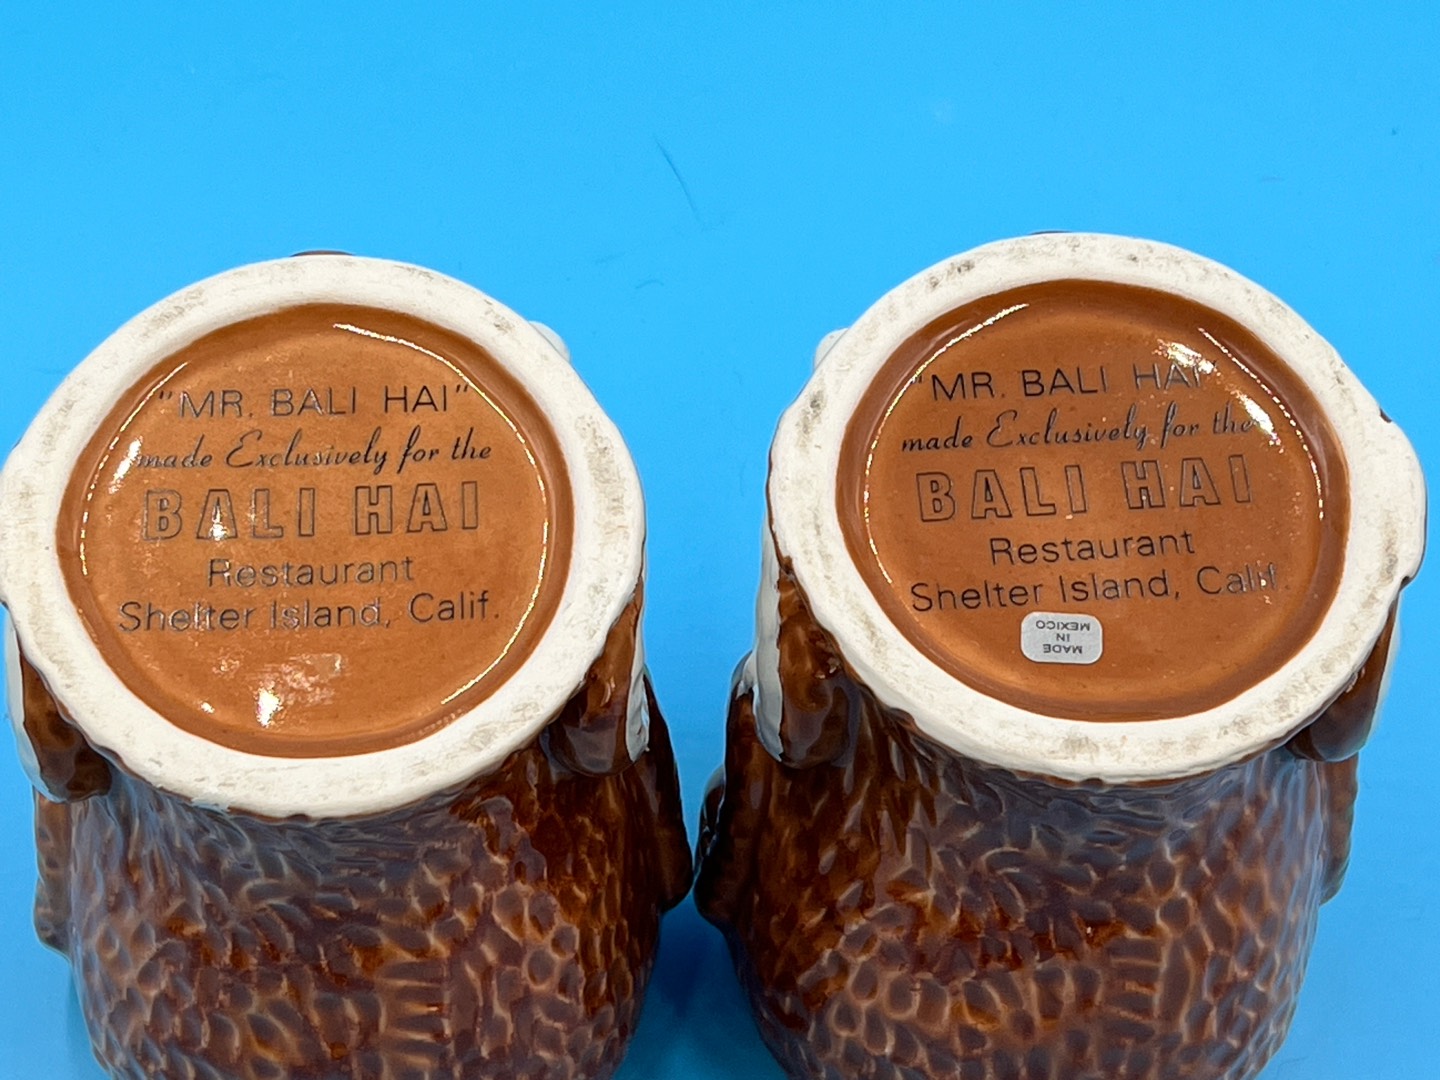 "MR. BALI HAI"
made Exclusively for the
BALI HAI
Restaurant
Shelter Island, Calif.
"MR. BALI HAI"
made Exclusively for the
BALI HAI
Restaurant
Shelter Island, Calif.
MADE
IN
MEXICO